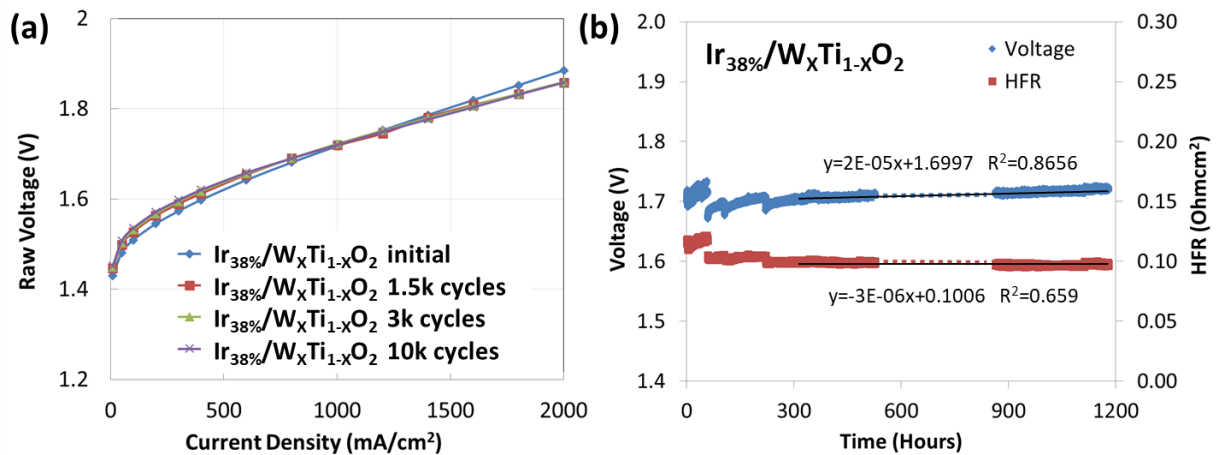 (a)
2
1.8
1.6
1.4
1.2
Raw Voltage (V)
0
500
1000
1500
2000
Current Density (mA/cm²)
Ir₃₈%/WₓTi₁₋ₓO₂ initial
Ir₃₈%/WₓTi₁₋ₓO₂ 1.5k cycles
Ir₃₈%/WₓTi₁₋ₓO₂ 3k cycles
Ir₃₈%/WₓTi₁₋ₓO₂ 10k cycles
(b)
2.0
1.9
1.8
1.7
1.6
1.5
1.4
Voltage (V)
Ir₃₈%/WₓTi₁₋ₓO₂
Voltage
HFR
y=2E-05x+1.6997 R²=0.8656
y=-3E-06x+0.1006 R²=0.659
0
300
600
900
1200
Time (Hours)
0.30
0.25
0.20
0.15
0.10
0.05
0.00
HFR (Ohmcm²)